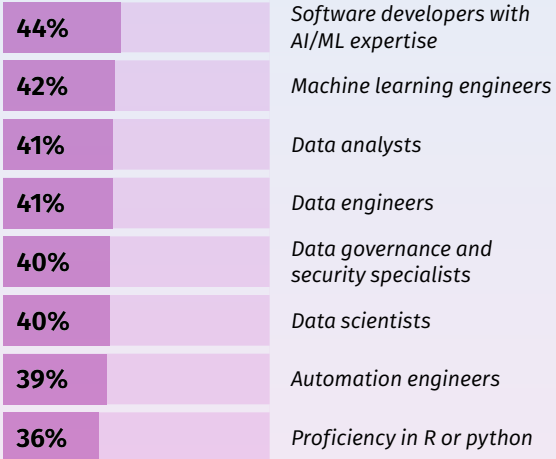 44%
Software developers with
AI/ML expertise
42%
Machine learning engineers
41%
Data analysts
41%
Data engineers
40%
Data governance and
security specialists
40%
Data scientists
39%
Automation engineers
36%
Proficiency in R or python